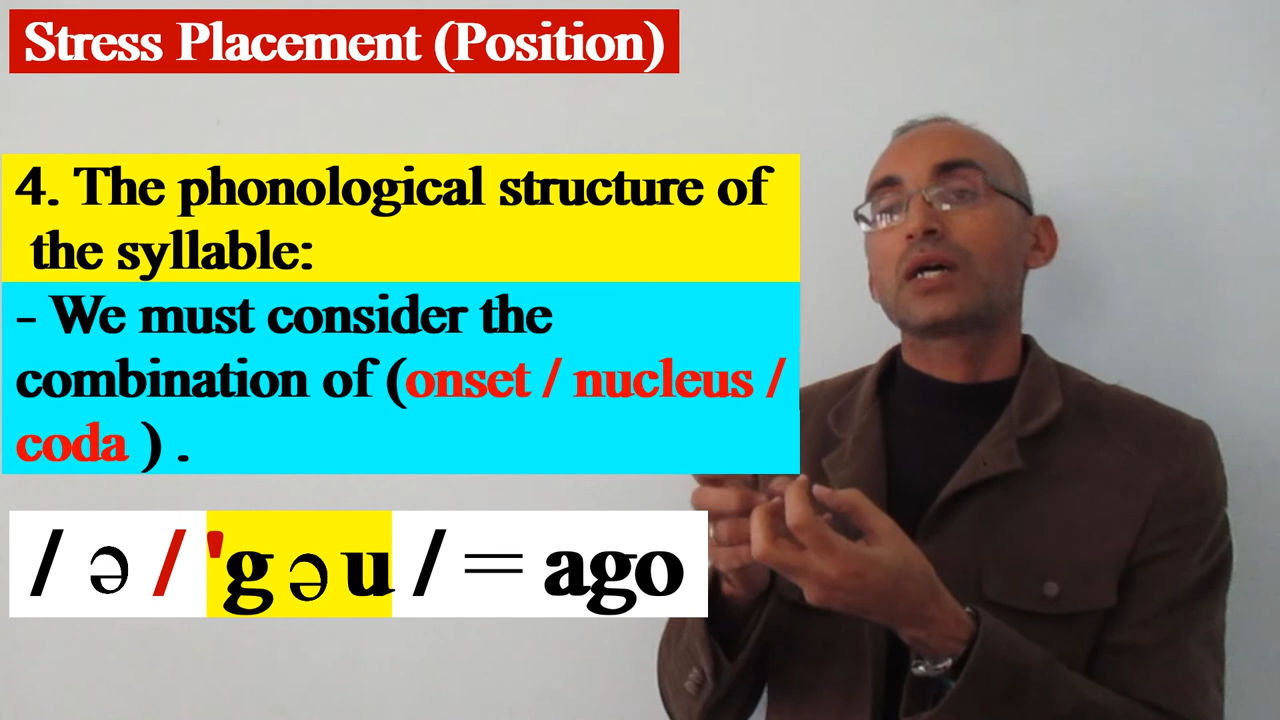 Stress Placement (Position)
4. The phonological structure of
the syllable:
- We must consider the
combination of (onset / nucleus /
coda ) .
/ ə / 'gəu / = ago